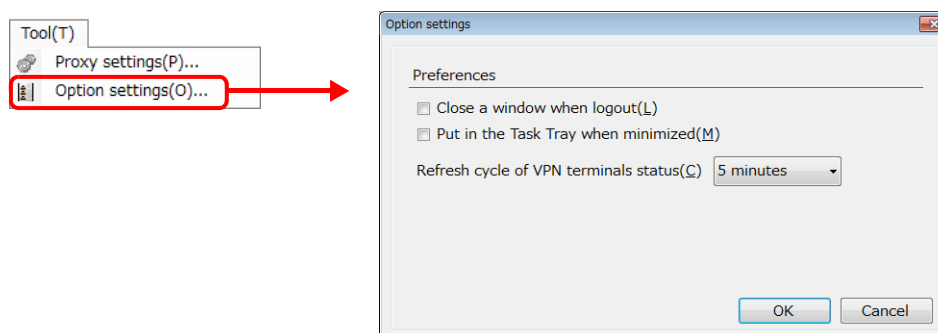 Tool(T)
Proxy settings(P)...
Option settings(O)...
Option settings
Preferences
Close a window when logout(L)
Put in the Task Tray when minimized(M)
Refresh cycle of VPN terminals status(C) 5 minutes
OK Cancel